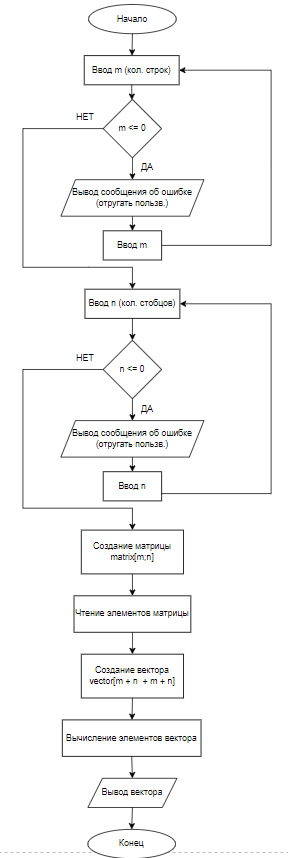 Начало
Ввод m (кол. строк)
НЕТ
m <= 0
ДА
Вывод сообщения об ошибке
(отругать пользв.)
Ввод m
Ввод n (кол. стобцов)
НЕТ
n <= 0
ДА
Вывод сообщения об ошибке
(отругать пользв.)
Ввод n
Создание матрицы
matrix[m;n]
Чтение элементов матрицы
Создание вектора
vector[m + n + m + n]
Вычисление элементов вектора
Вывод вектора
Конец